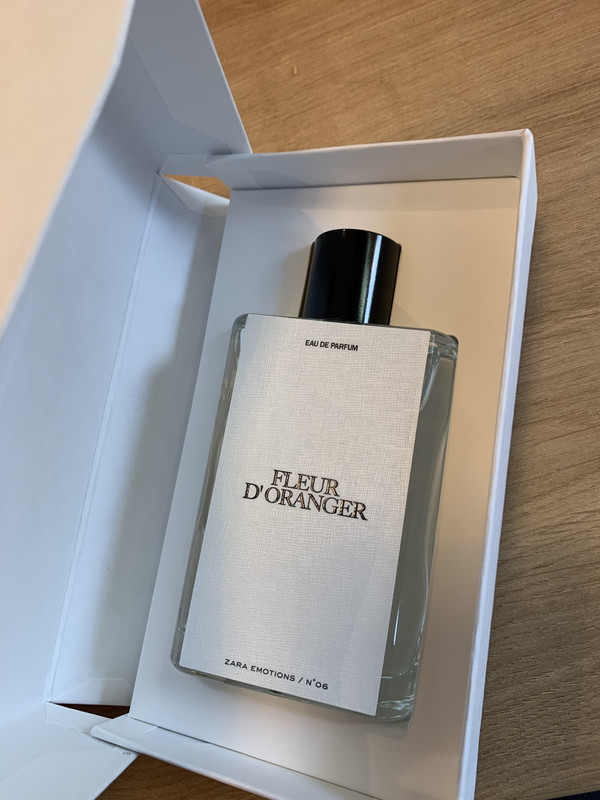 EAU DE PARFUM
FLEUR
D'ORANGER
ZARA EMOTIONS / N°06